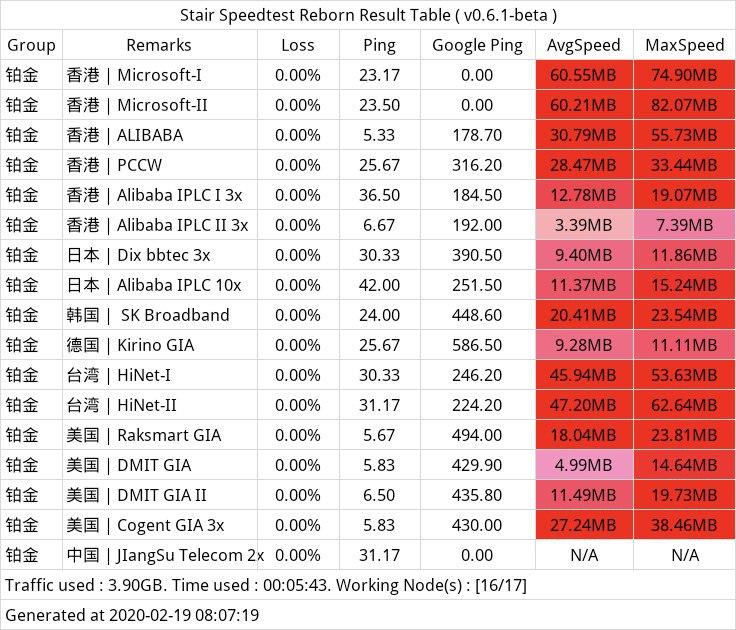 Stair Speedtest Reborn Result Table ( v0.6.1-beta )
Group Remarks Loss Ping Google Ping AvgSpeed MaxSpeed
铂金 香港 | Microsoft-I 0.00% 23.17 0.00 60.55MB 74.90MB
铂金 香港 | Microsoft-II 0.00% 23.50 0.00 60.21MB 82.07MB
铂金 香港 | ALIBABA 0.00% 5.33 178.70 30.79MB 55.73MB
铂金 香港 | PCCW 0.00% 25.67 316.20 28.47MB 33.44MB
铂金 香港 | Alibaba IPLC I 3x 0.00% 36.50 184.50 12.78MB 19.07MB
铂金 香港 | Alibaba IPLC II 3x 0.00% 6.67 192.00 3.39MB 7.39MB
铂金 日本 | Dix bbtec 3x 0.00% 30.33 390.50 9.40MB 11.86MB
铂金 日本 | Alibaba IPLC 10x 0.00% 42.00 251.50 11.37MB 15.24MB
铂金 韩国 | SK Broadband 0.00% 24.00 448.60 20.41MB 23.54MB
铂金 德国 | Kirino GIA 0.00% 25.67 586.50 9.28MB 11.11MB
铂金 台湾 | HiNet-I 0.00% 30.33 246.20 45.94MB 53.63MB
铂金 台湾 | HiNet-II 0.00% 31.17 224.20 47.20MB 62.64MB
铂金 美国 | Raksmart GIA 0.00% 5.67 494.00 18.04MB 23.81MB
铂金 美国 | DMIT GIA 0.00% 5.83 429.90 4.99MB 14.64MB
铂金 美国 | DMIT GIA II 0.00% 6.50 435.80 11.49MB 19.73MB
铂金 美国 | Cogent GIA 3x 0.00% 5.83 430.00 27.24MB 38.46MB
铂金 中国 | JIangSu Telecom 2x 0.00% 31.17 0.00 N/A N/A
Traffic used : 3.90GB. Time used : 00:05:43. Working Node(s) : [16/17]
Generated at 2020-02-19 08:07:19